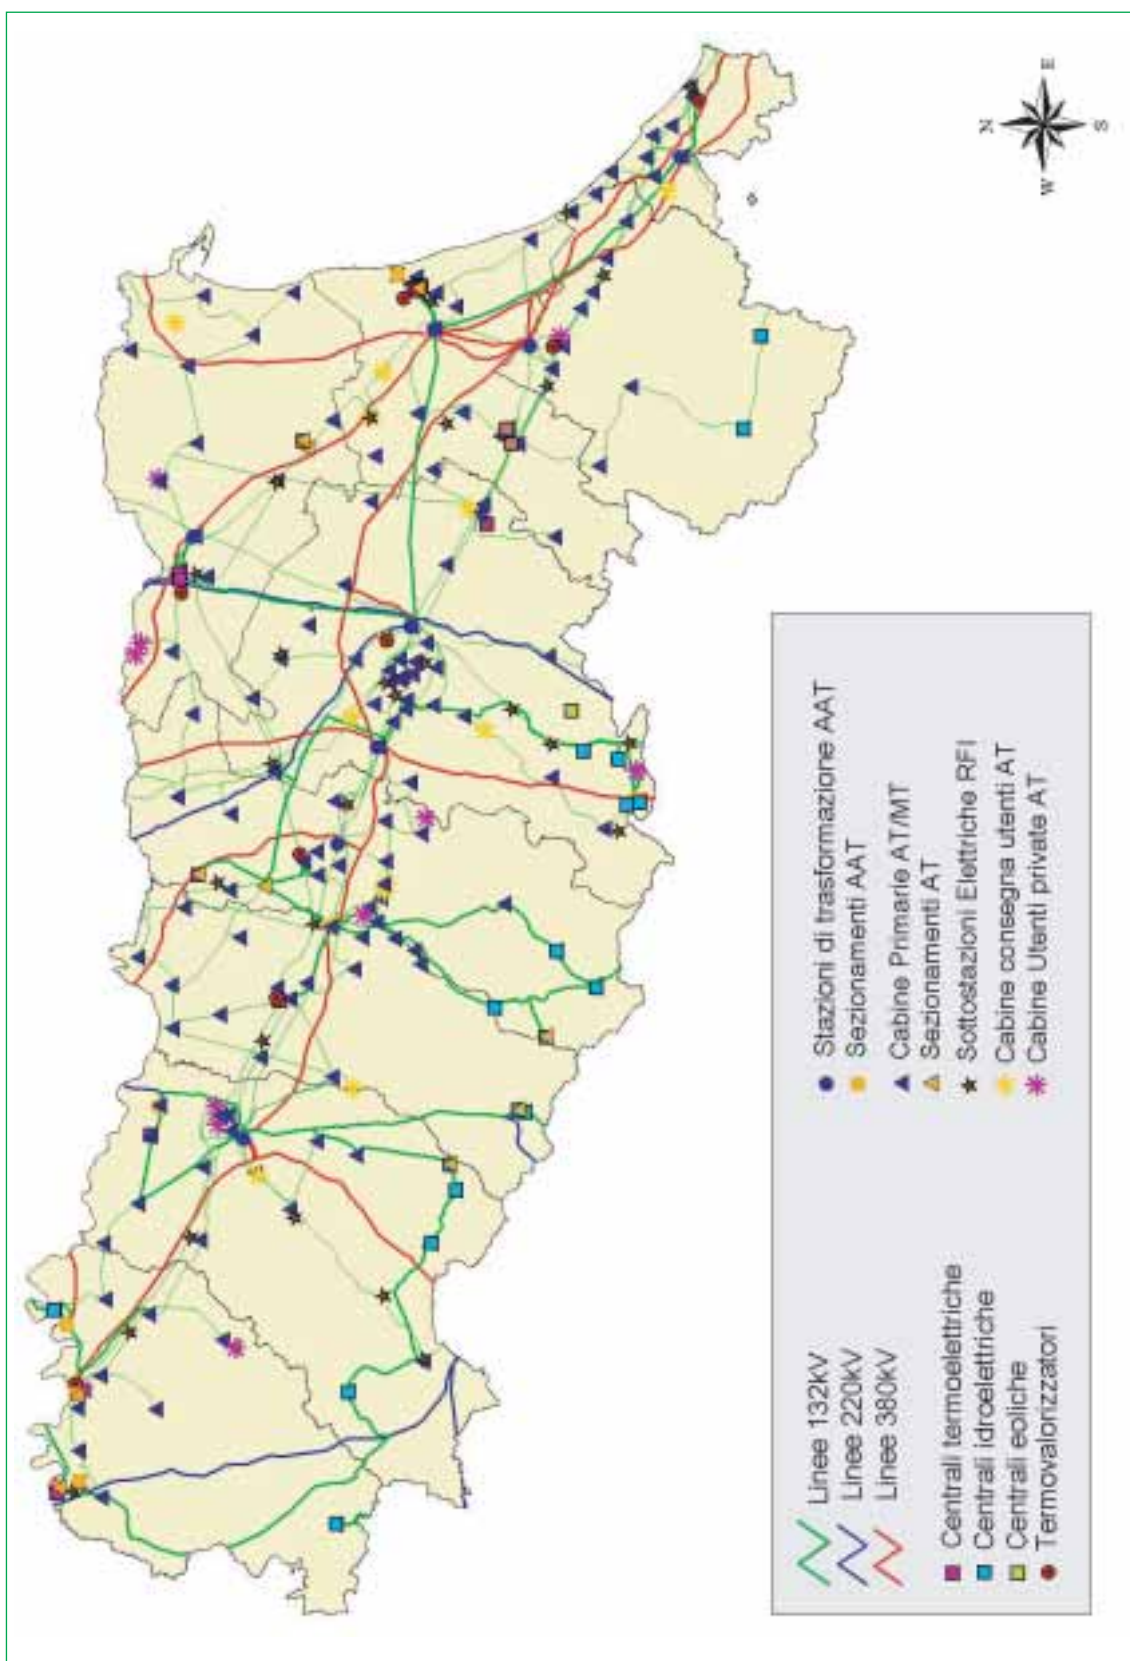 N
W
E
S
Linee 132kV
Linee 220kV
Linee 380kV
Centrali termoelettriche
Centrali idroelettriche
Centrali eoliche
Termovalorizzatori
Stazioni di trasformazione AAT
Sezionamenti AAT
Cabine Primarie AT/MT
Sezionamenti AT
Sottostazioni Elettriche RFI
Cabine consegna utenti AT
Cabine Utenti private AT